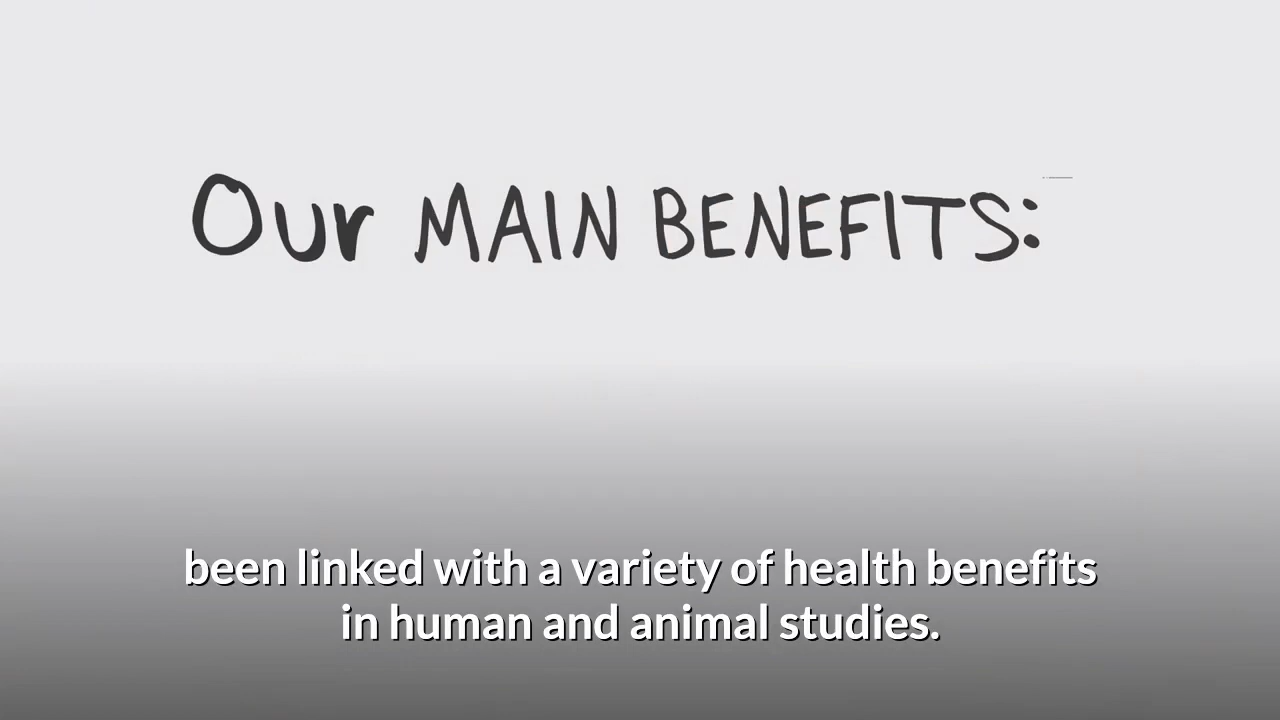 Our MAIN BENEFITS:
been linked with a variety of health benefits
in human and animal studies.